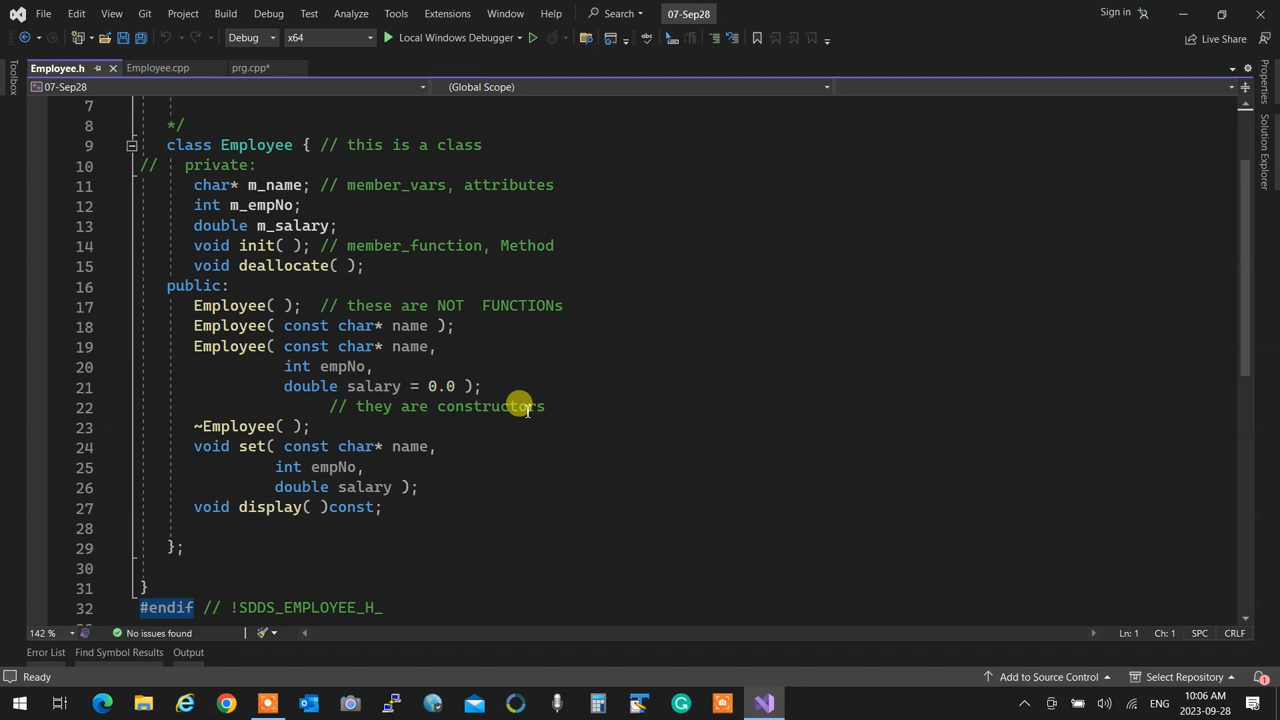 File Edit View Git Project Build Debug Test Analyze Tools Extensions Window Help Search 07-Sep28 Sign in
Debug x64 Local Windows Debugger Live Share
Toolbox
Employee.h Employee.cpp prg.cpp*
07-Sep28 (Global Scope)
7
8 */
9 class Employee { // this is a class
10 // private:
11 char* m_name; // member_vars, attributes
12 int m_empNo;
13 double m_salary;
14 void init( ); // member_function, Method
15 void deallocate( );
16 public:
17 Employee( ); // these are NOT FUNCTIONs
18 Employee( const char* name );
19 Employee( const char* name,
20 int empNo,
21 double salary = 0.0 );
22 // they are constructors
23 ~Employee( );
24 void set( const char* name,
25 int empNo,
26 double salary );
27 void display( )const;
28
29 };
30
31 }
32 #endif // !SDDS_EMPLOYEE_H_
Properties
Solution Explorer
142 % No issues found Ln: 1 Ch: 1 SPC CRLF
Error List Find Symbol Results Output
Ready Add to Source Control Select Repository 1
ENG 10:06 AM
2023-09-28